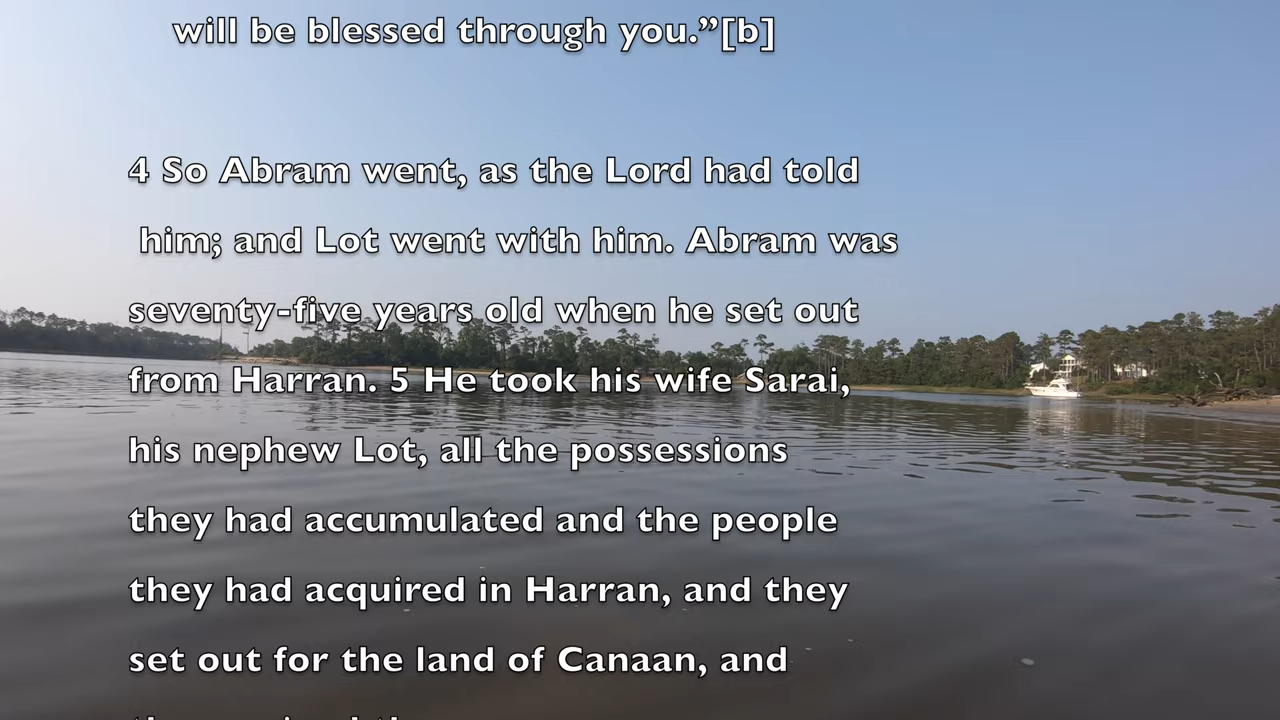 will be blessed through you.”[b]
4 So Abram went, as the Lord had told
him; and Lot went with him. Abram was
seventy-five years old when he set out
from Harran. 5 He took his wife Sarai,
his nephew Lot, all the possessions
they had accumulated and the people
they had acquired in Harran, and they
set out for the land of Canaan, and